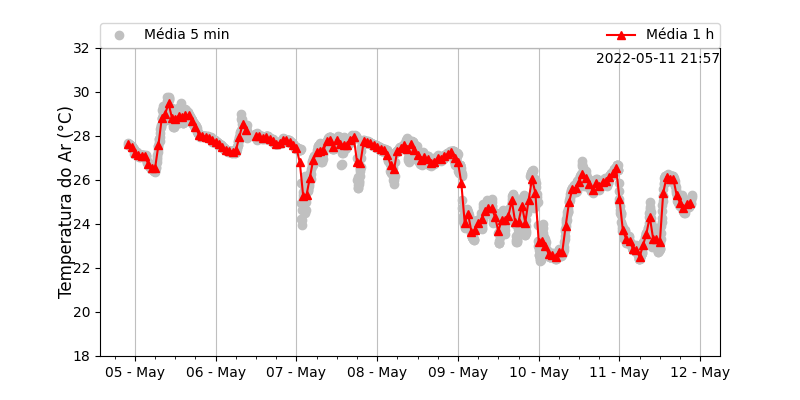 Média 5 min
Média 1 h
2022-05-11 21:57
Temperatura do Ar (°C)
32
30
28
26
24
22
20
18
05 - May
06 - May
07 - May
08 - May
09 - May
10 - May
11 - May
12 - May